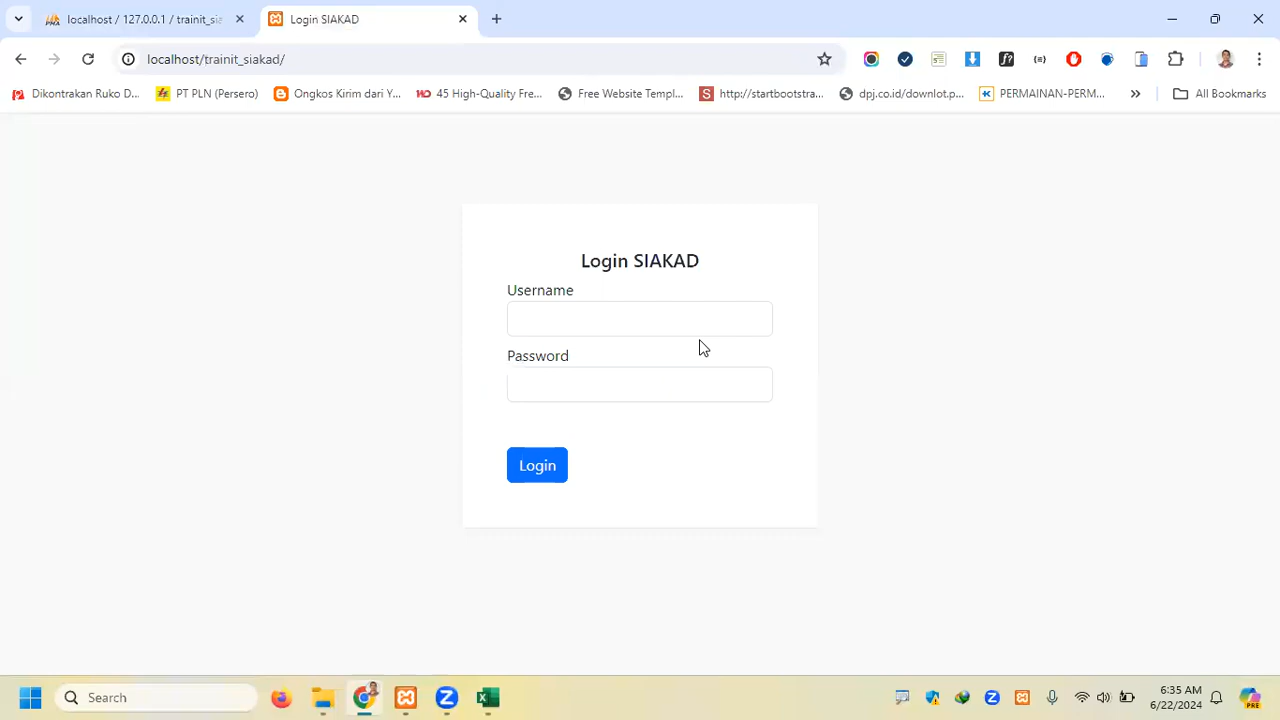 localhost / 127.0.0.1 / trainit_sia
Login SIAKAD
localhost/trainit_siakad/
Dikontrakan Ruko D...
PT PLN (Persero)
Ongkos Kirim dari Y...
45 High-Quality Fre...
Free Website Templ...
http://startbootstra...
dpj.co.id/downlot.p...
PERMAINAN-PERM...
All Bookmarks
Login SIAKAD
Username
Password
Login
Search
6:35 AM
6/22/2024